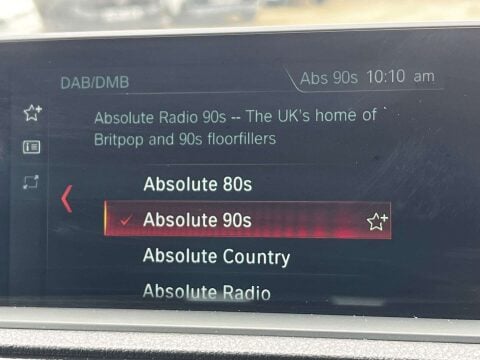 DAB/DMB
Abs 90s 10:10 am
Absolute Radio 90s -- The UK's home of
Britpop and 90s floorfillers
Absolute 80s
Absolute 90s
Absolute Country
Absolute Radio